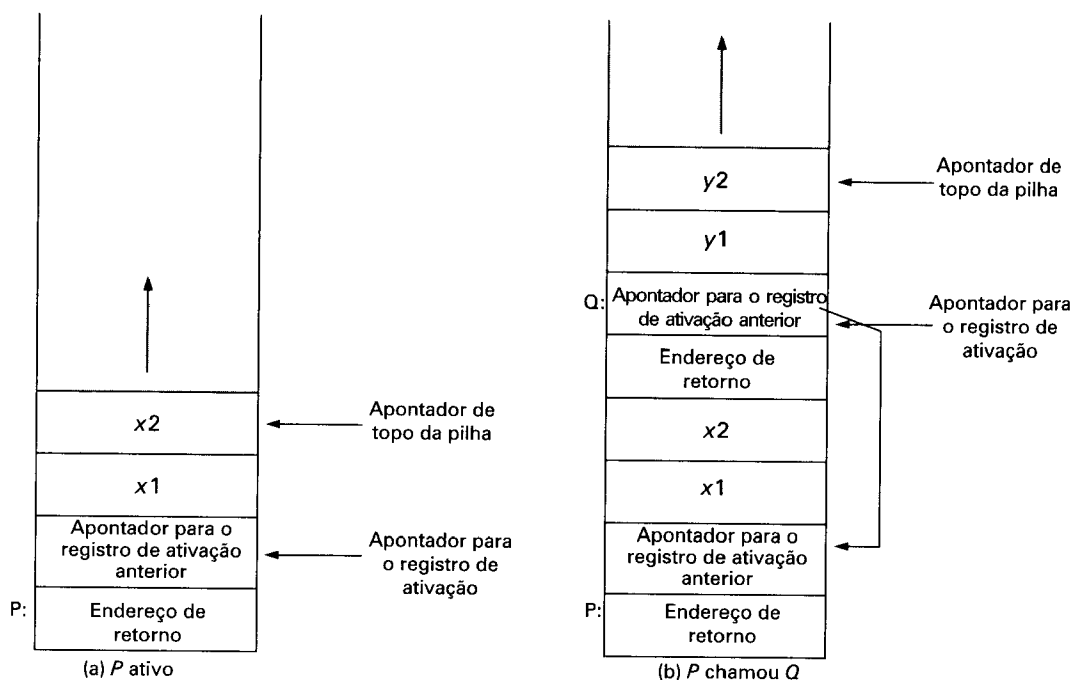 x2
x1
Apontador para o
registro de ativação
anterior
P:
Endereço de
retorno
Apontador de
topo da pilha
Apontador para
o registro de
ativação
(a) P ativo
y2
y1
Q:
Apontador para o registro
de ativação anterior
Endereço de
retorno
x2
x1
Apontador para o
registro de ativação
anterior
P:
Endereço de
retorno
Apontador de
topo da pilha
Apontador para
o registro de
ativação
(b) P chamou Q